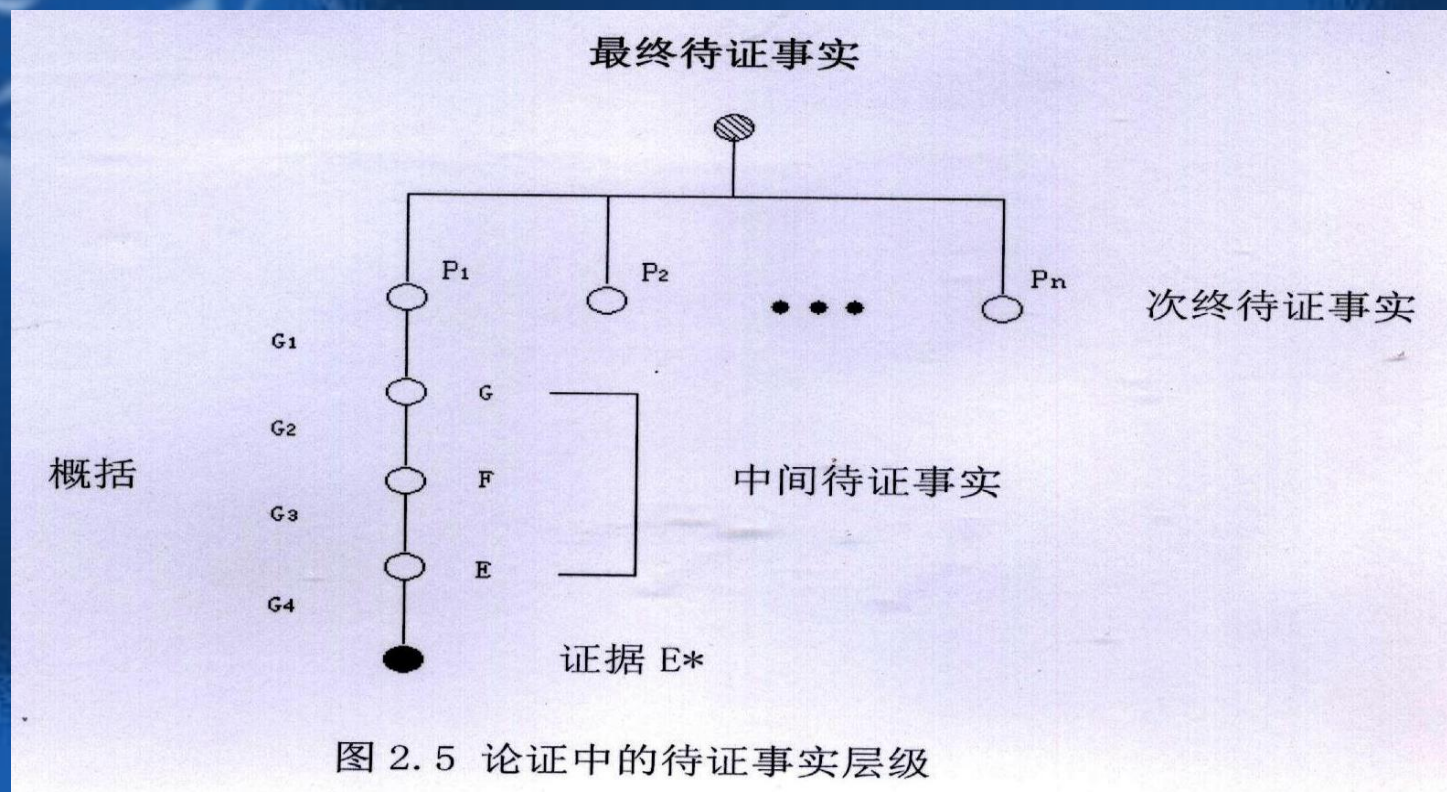 最终待证事实
P1
P2
Pn
次终待证事实
G1
G
G2
概括
F
中间待证事实
G3
E
G4
证据 E*
图 2.5 论证中的待证事实层级